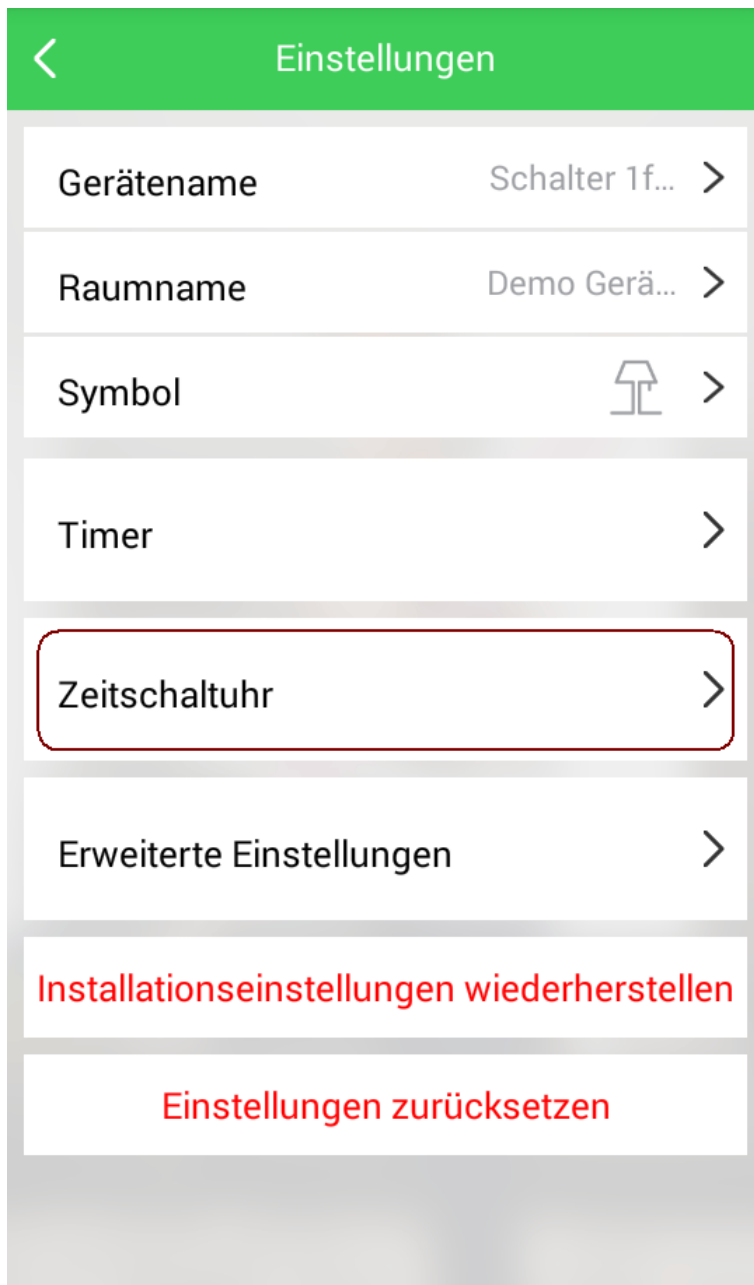 Einstellungen
Gerätename Schalter 1f...
Raumname Demo Gerä...
Symbol
Timer
Zeitschaltuhr
Erweiterte Einstellungen
Installationseinstellungen wiederherstellen
Einstellungen zurücksetzen